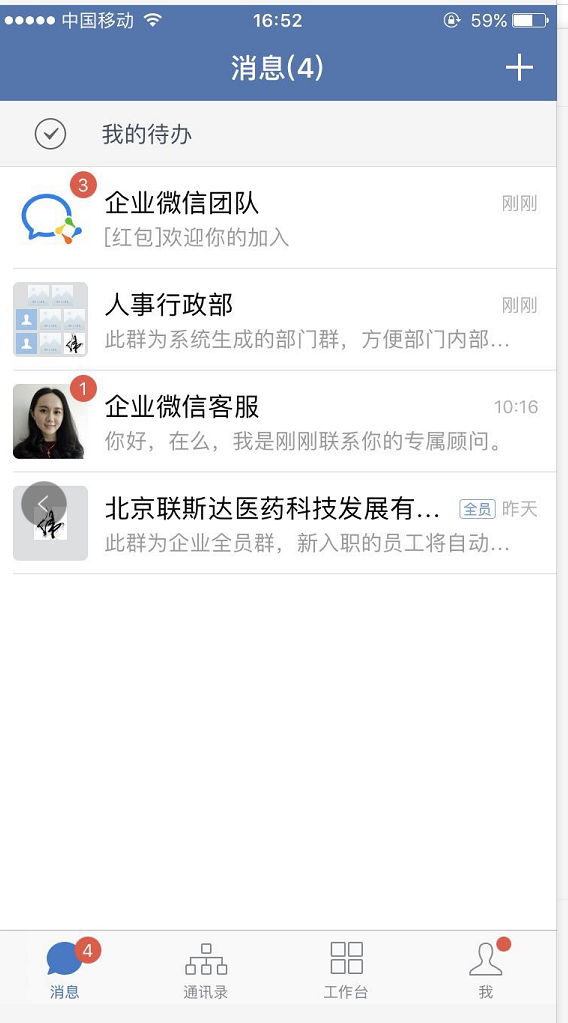 中国移动 16:52 59%
消息(4)
我的待办
3
企业微信团队 刚刚
[红包]欢迎你的加入
人事行政部 刚刚
此群为系统生成的部门群，方便部门内部...
1
企业微信客服 10:16
你好，在么，我是刚刚联系你的专属顾问。
北京联斯达医药科技发展有... 全员 昨天
此群为企业全员群，新入职的员工将自动...
4
消息 通讯录 工作台 我